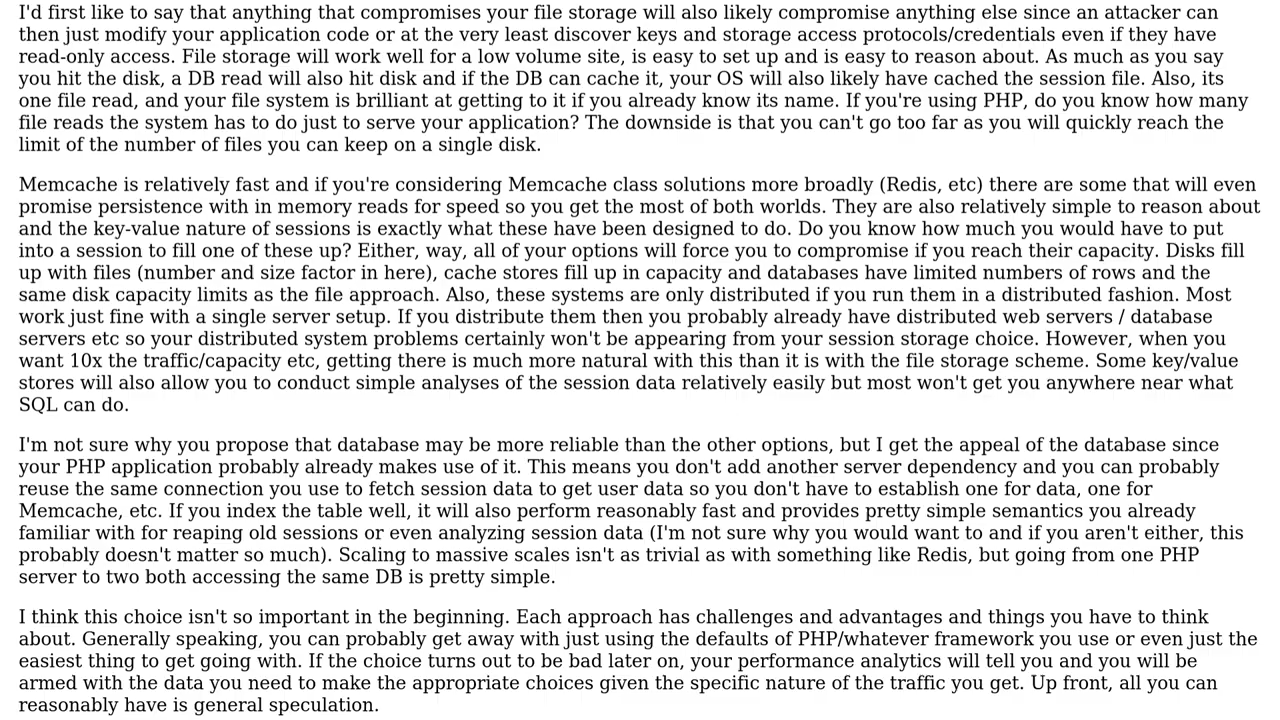 I'd first like to say that anything that compromises your file storage will also likely compromise anything else since an attacker can
then just modify your application code or at the very least discover keys and storage access protocols/credentials even if they have
read-only access. File storage will work well for a low volume site, is easy to set up and is easy to reason about. As much as you say
you hit the disk, a DB read will also hit disk and if the DB can cache it, your OS will also likely have cached the session file. Also, its
one file read, and your file system is brilliant at getting to it if you already know its name. If you're using PHP, do you know how many
file reads the system has to do just to serve your application? The downside is that you can't go too far as you will quickly reach the
limit of the number of files you can keep on a single disk.
Memcache is relatively fast and if you're considering Memcache class solutions more broadly (Redis, etc) there are some that will even
promise persistence with in memory reads for speed so you get the most of both worlds. They are also relatively simple to reason about
and the key-value nature of sessions is exactly what these have been designed to do. Do you know how much you would have to put
into a session to fill one of these up? Either, way, all of your options will force you to compromise if you reach their capacity. Disks fill
up with files (number and size factor in here), cache stores fill up in capacity and databases have limited numbers of rows and the
same disk capacity limits as the file approach. Also, these systems are only distributed if you run them in a distributed fashion. Most
work just fine with a single server setup. If you distribute them then you probably already have distributed web servers / database
servers etc so your distributed system problems certainly won't be appearing from your session storage choice. However, when you
want 10x the traffic/capacity etc, getting there is much more natural with this than it is with the file storage scheme. Some key/value
stores will also allow you to conduct simple analyses of the session data relatively easily but most won't get you anywhere near what
SQL can do.
I'm not sure why you propose that database may be more reliable than the other options, but I get the appeal of the database since
your PHP application probably already makes use of it. This means you don't add another server dependency and you can probably
reuse the same connection you use to fetch session data to get user data so you don't have to establish one for data, one for
Memcache, etc. If you index the table well, it will also perform reasonably fast and provides pretty simple semantics you already
familiar with for reaping old sessions or even analyzing session data (I'm not sure why you would want to and if you aren't either, this
probably doesn't matter so much). Scaling to massive scales isn't as trivial as with something like Redis, but going from one PHP
server to two both accessing the same DB is pretty simple.
I think this choice isn't so important in the beginning. Each approach has challenges and advantages and things you have to think
about. Generally speaking, you can probably get away with just using the defaults of PHP/whatever framework you use or even just the
easiest thing to get going with. If the choice turns out to be bad later on, your performance analytics will tell you and you will be
armed with the data you need to make the appropriate choices given the specific nature of the traffic you get. Up front, all you can
reasonably have is general speculation.